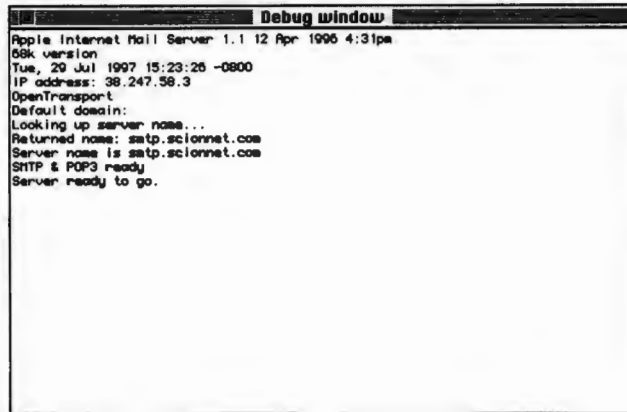 Debug window
Apple Internet Mail Server 1.1 12 Apr 1996 4:31pm
68k version
Tue, 29 Jul 1997 15:23:26 -0800
IP address: 38.247.58.3
OpenTransport
Default domain:
Looking up server name...
Returned name: smtp.scionnet.com
Server name is smtp.scionnet.com
SMTP & POP3 ready
Server ready to go.